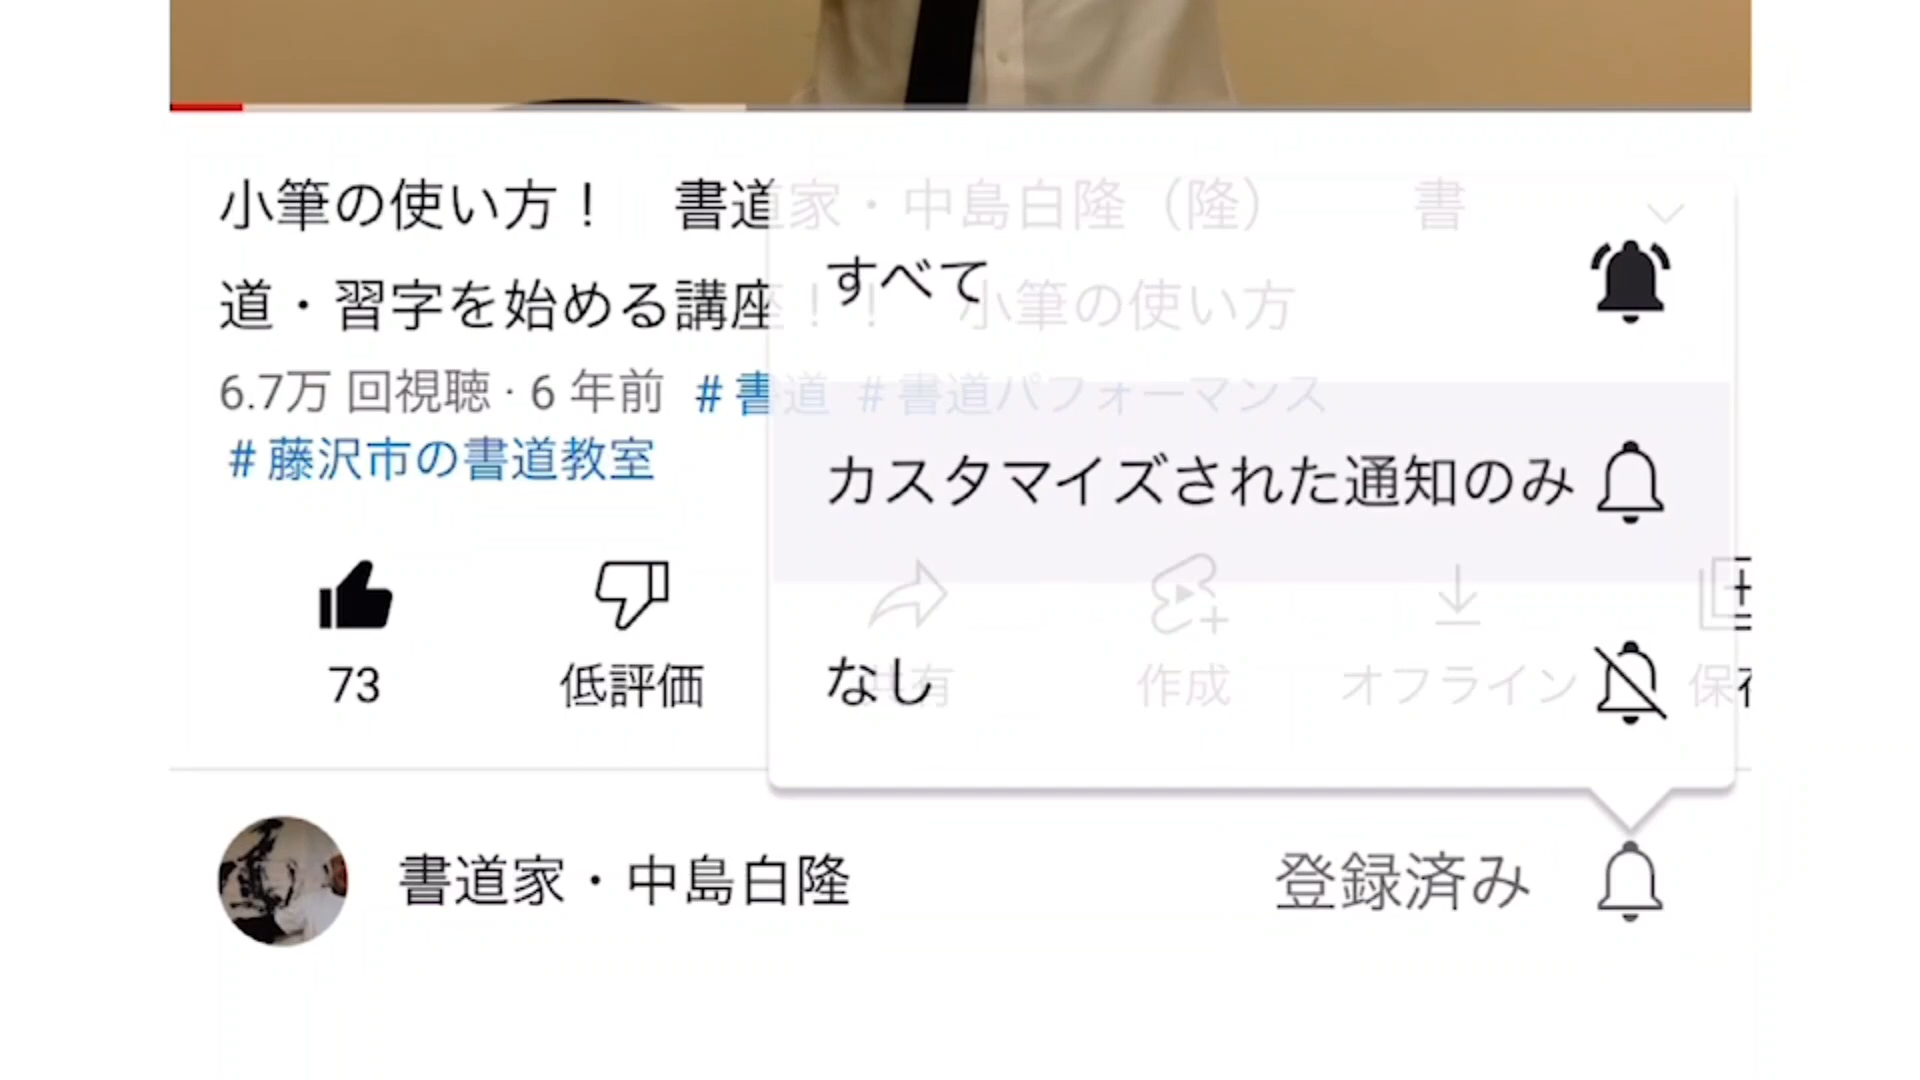 小筆の使い方！　書道家・中島白隆（隆）　　書
道・習字を始める講座！！　小筆の使い方
6.7万 回視聴・6 年前 #書道 #書道パフォーマンス
#藤沢市の書道教室
すべて
カスタマイズされた通知のみ
なし
73
低評価
共有
作成
オフライン
保存
書道家・中島白隆
登録済み